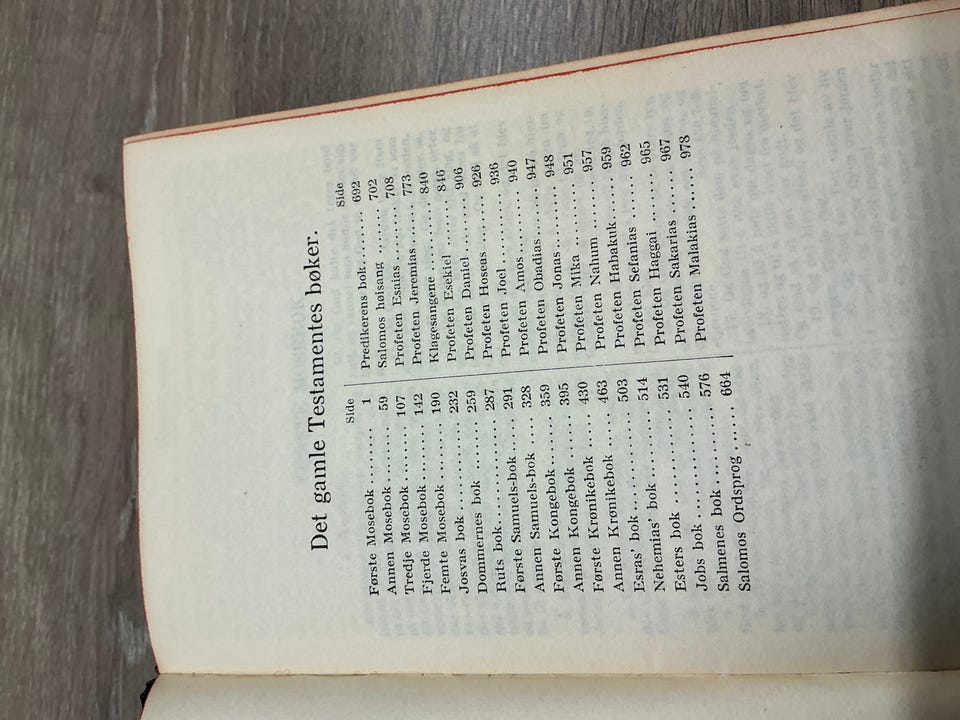 Det gamle Testamentes bøker.
Side
Første Mosebok ........ 1
Annen Mosebok ........ 59
Tredje Mosebok ........ 107
Fjerde Mosebok ........ 142
Femte Mosebok ........ 190
Josvas bok ............ 232
Dommernes bok ........ 259
Ruts bok .............. 287
Første Samuels-bok ..... 291
Annen Samuels-bok ..... 328
Første Kongebok ....... 359
Annen Kongebok ....... 395
Første Krønikebok ..... 430
Annen Krønikebok ...... 463
Esras' bok ............. 503
Nehemias' bok ......... 514
Esters bok ............ 531
Jobs bok .............. 540
Salmenes bok .......... 576
Salomos Ordsprog ...... 664
Side
Predikerens bok ........ 692
Salomos høisang ........ 702
Profeten Esaias ........ 708
Profeten Jeremias ...... 773
Klagesangene .......... 840
Profeten Esekiel ....... 846
Profeten Daniel ........ 906
Profeten Hoseas ........ 926
Profeten Joel .......... 936
Profeten Amos ......... 940
Profeten Obadias ....... 947
Profeten Jonas ......... 948
Profeten Mika ......... 951
Profeten Nahum ........ 957
Profeten Habakuk ...... 959
Profeten Sefanias ...... 962
Profeten Haggai ....... 965
Profeten Sakarias ...... 967
Profeten Malakias ...... 978